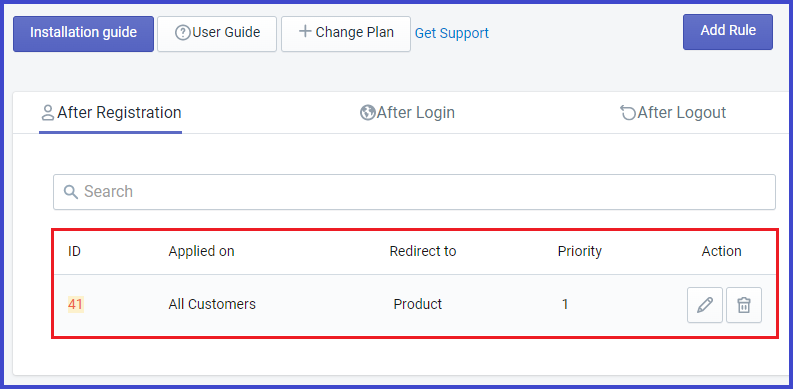 Installation guide User Guide Change Plan Get Support Add Rule
After Registration After Login After Logout
Search
ID Applied on Redirect to Priority Action
41 All Customers Product 1